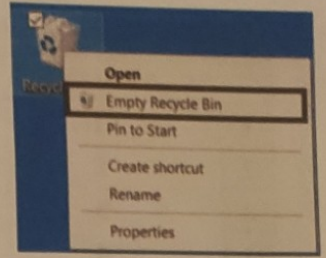 Recycl
Open
Empty Recycle Bin
Pin to Start
Create shortcut
Rename
Properties